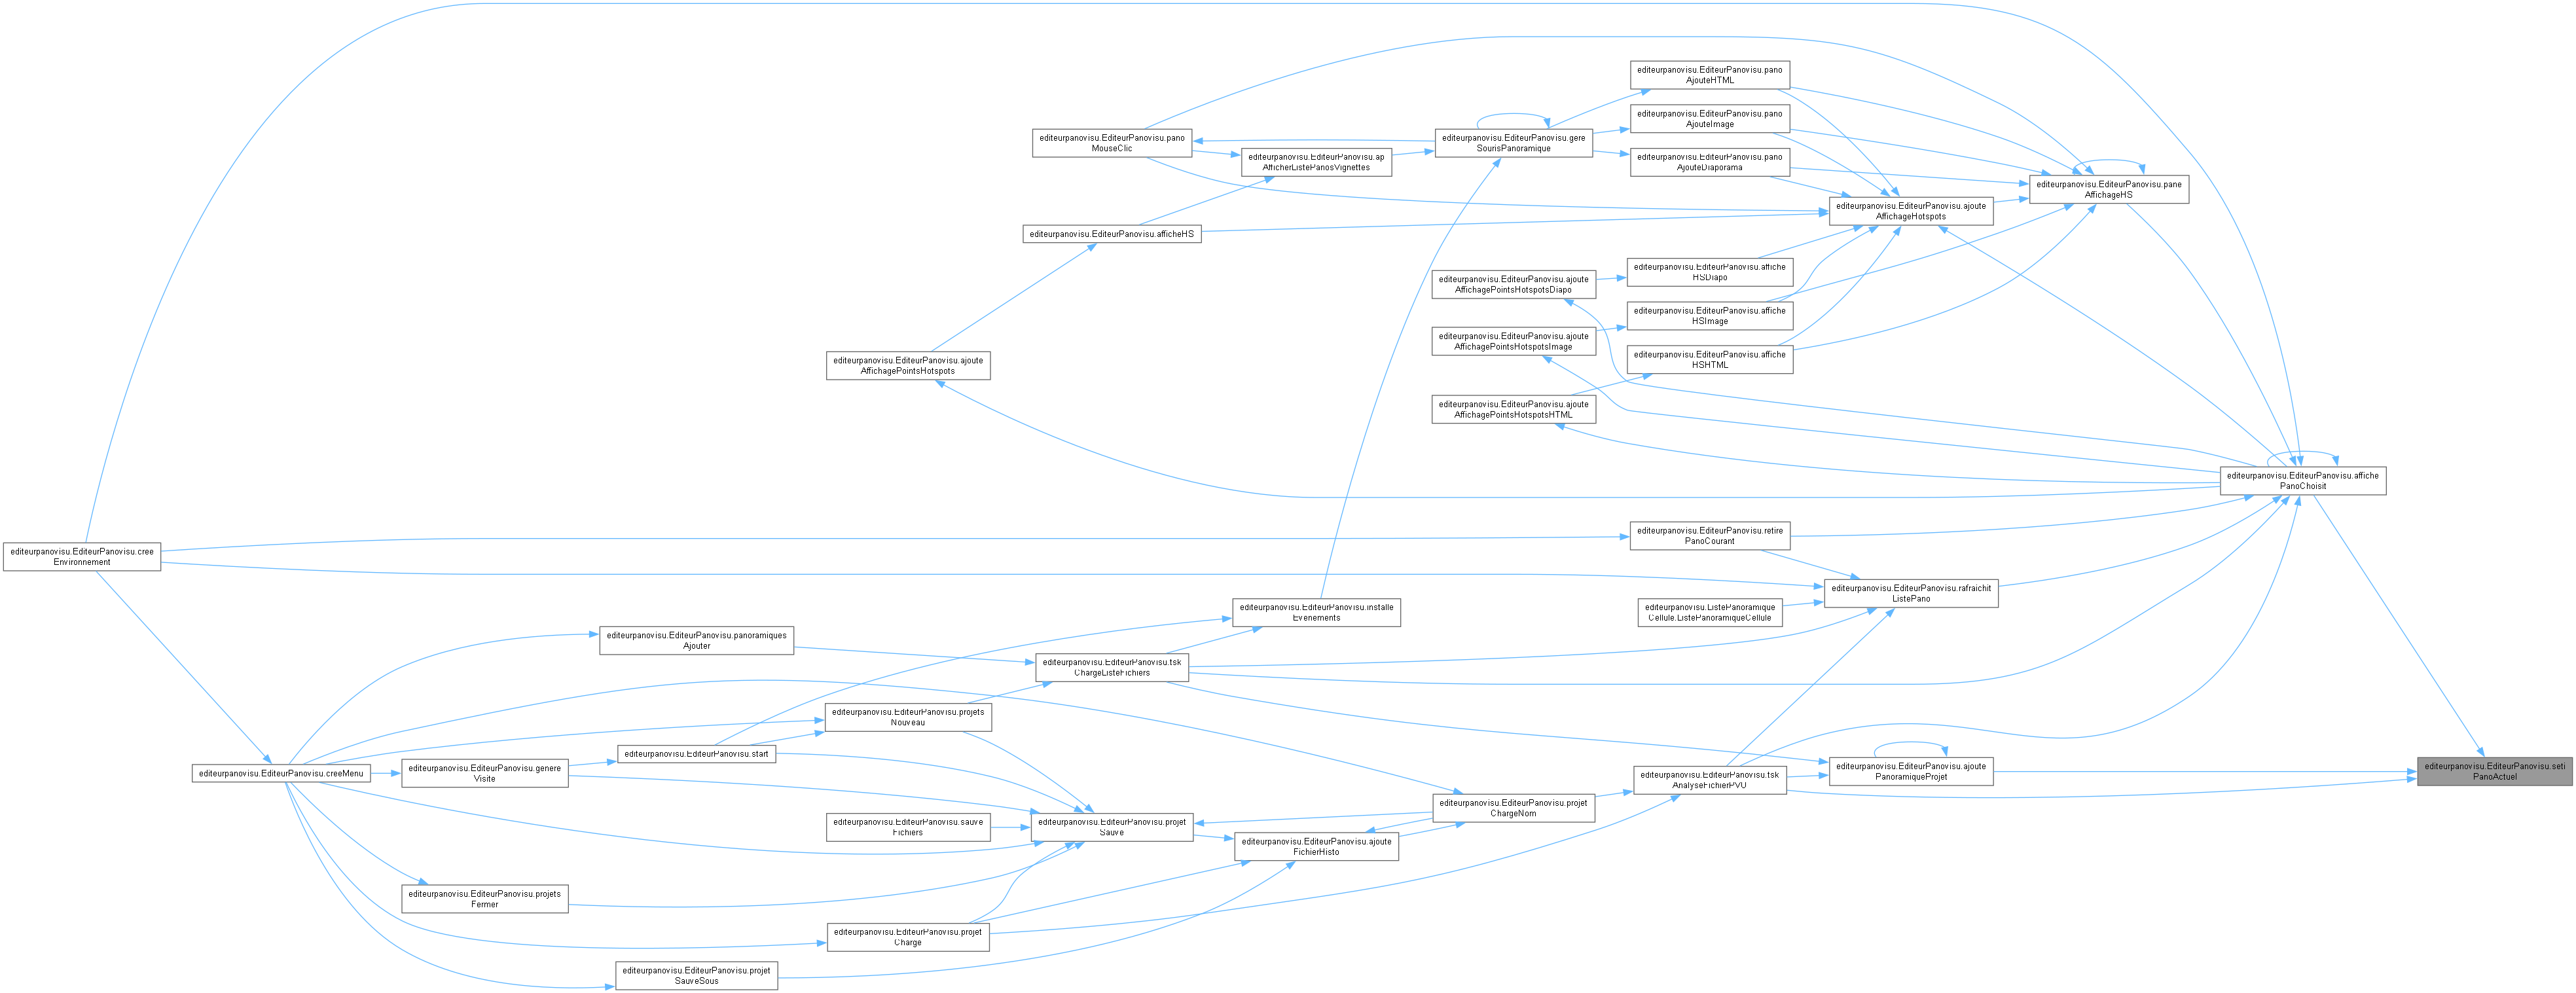 editeurpanovisu.EditeurPanovisu.pano
AjouteHTML
editeurpanovisu.EditeurPanovisu.pano
AjouteImage
editeurpanovisu.EditeurPanovisu.pano
MouseClic
editeurpanovisu.EditeurPanovisu.gere
SourisPanoramique
editeurpanovisu.EditeurPanovisu.ap
AfficherListePanosVignettes
editeurpanovisu.EditeurPanovisu.pano
AjouteDiaporama
editeurpanovisu.EditeurPanovisu.pane
AffichageHS
editeurpanovisu.EditeurPanovisu.ajoute
AffichageHotspots
editeurpanovisu.EditeurPanovisu.afficheHS
editeurpanovisu.EditeurPanovisu.affiche
HSDiapo
editeurpanovisu.EditeurPanovisu.ajoute
AffichagePointsHotspotsDiapo
editeurpanovisu.EditeurPanovisu.affiche
HSImage
editeurpanovisu.EditeurPanovisu.ajoute
AffichagePointsHotspotsImage
editeurpanovisu.EditeurPanovisu.affiche
HSHTML
editeurpanovisu.EditeurPanovisu.ajoute
AffichagePointsHotspots
editeurpanovisu.EditeurPanovisu.ajoute
AffichagePointsHotspotsHTML
editeurpanovisu.EditeurPanovisu.affiche
PanoChoisit
editeurpanovisu.EditeurPanovisu.retire
PanoCourant
editeurpanovisu.EditeurPanovisu.cree
Environnement
editeurpanovisu.EditeurPanovisu.rafraichit
ListePano
editeurpanovisu.ListePanoramique
Cellule.ListePanoramiqueCellule
editeurpanovisu.EditeurPanovisu.installe
Evenements
editeurpanovisu.EditeurPanovisu.panoramiques
Ajouter
editeurpanovisu.EditeurPanovisu.tsk
ChargeListeFichiers
editeurpanovisu.EditeurPanovisu.projets
Nouveau
editeurpanovisu.EditeurPanovisu.start
editeurpanovisu.EditeurPanovisu.creeMenu
editeurpanovisu.EditeurPanovisu.genere
Visite
editeurpanovisu.EditeurPanovisu.tsk
AnalyseFichierPVU
editeurpanovisu.EditeurPanovisu.ajoute
PanoramiqueProjet
editeurpanovisu.EditeurPanovisu.seti
PanoActuel
editeurpanovisu.EditeurPanovisu.projet
ChargeNom
editeurpanovisu.EditeurPanovisu.sauve
Fichiers
editeurpanovisu.EditeurPanovisu.projet
Sauve
editeurpanovisu.EditeurPanovisu.ajoute
FichierHisto
editeurpanovisu.EditeurPanovisu.projets
Fermer
editeurpanovisu.EditeurPanovisu.projet
Charge
editeurpanovisu.EditeurPanovisu.projet
SauveSous